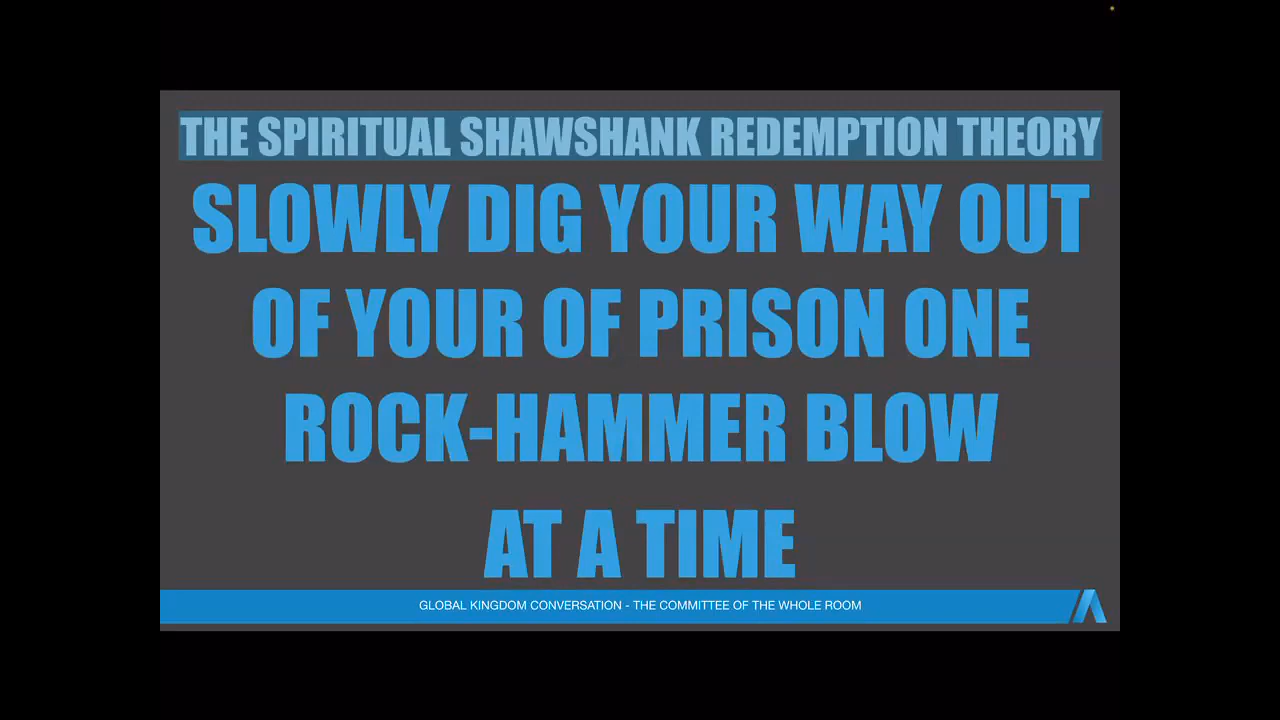 THE SPIRITUAL SHAWSHANK REDEMPTION THEORY
SLOWLY DIG YOUR WAY OUT
OF YOUR OF PRISON ONE
ROCK-HAMMER BLOW
AT A TIME
GLOBAL KINGDOM CONVERSATION - THE COMMITTEE OF THE WHOLE ROOM